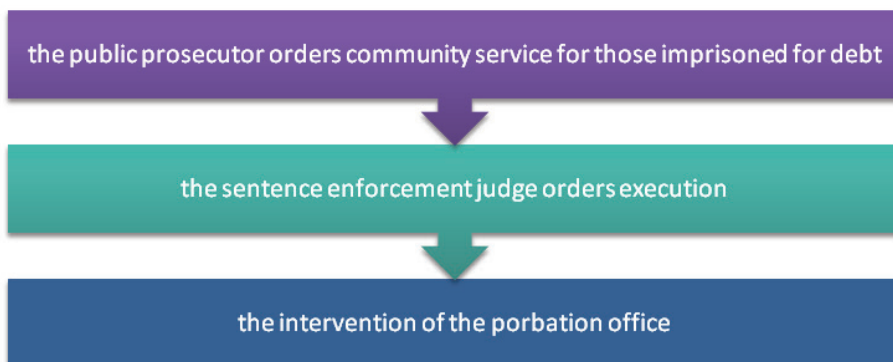 the public prosecutor orders community service for those imprisoned for debt
the sentence enforcement judge orders execution
the intervention of the porbation office